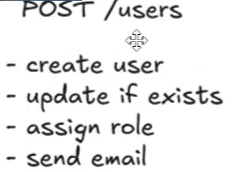 POST /users
- create user
- update if exists
- assign role
- send email